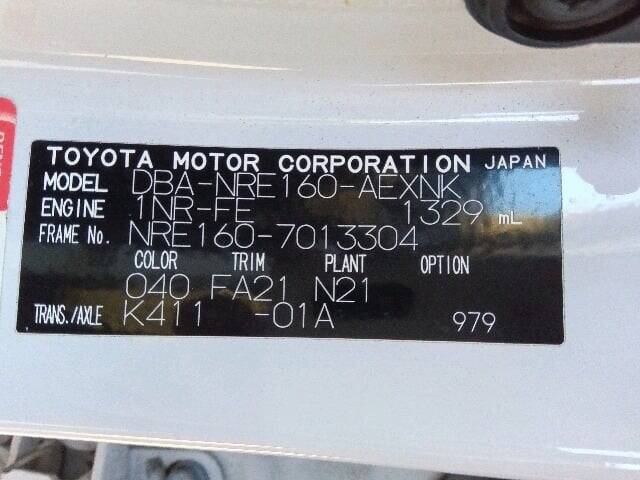 TOYOTA MOTOR CORPORATION JAPAN
MODEL DBA-NRE160-AEXNK
ENGINE 1NR-FE 1329 mL
FRAME No. NRE160-7013304
COLOR TRIM PLANT OPTION
040 FA21 N21
TRANS./AXLE K411 -01A 979